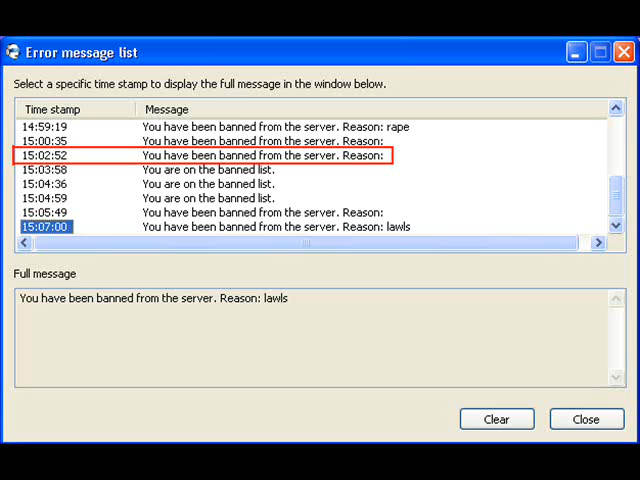 Error message list
Select a specific time stamp to display the full message in the window below.
Time stamp Message
14:59:19 You have been banned from the server. Reason: rape
15:00:35 You have been banned from the server. Reason:
15:02:52 You have been banned from the server. Reason:
15:03:58 You are on the banned list.
15:04:36 You are on the banned list.
15:04:59 You are on the banned list.
15:05:49 You have been banned from the server. Reason:
15:07:00 You have been banned from the server. Reason: lawls
Full message
You have been banned from the server. Reason: lawls
Clear Close